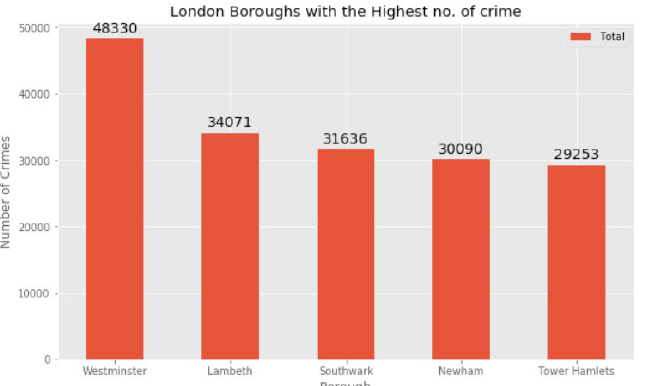 London Boroughs with the Highest no. of crime
Total
Number of Crimes
50000
40000
30000
20000
10000
0
48330
34071
31636
30090
29253
Westminster
Lambeth
Southwark
Newham
Tower Hamlets
Borough